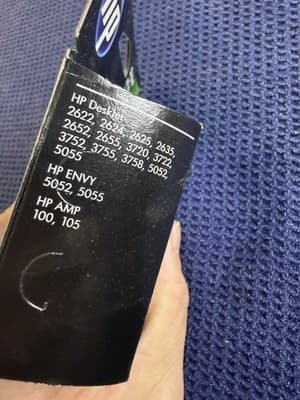 hp
HP DeskJet
2622, 2624, 2625, 2635,
2652, 2655, 3720, 3722,
3752, 3755, 3758, 5052,
5055
HP ENVY
5052, 5055
HP AMP
100, 105